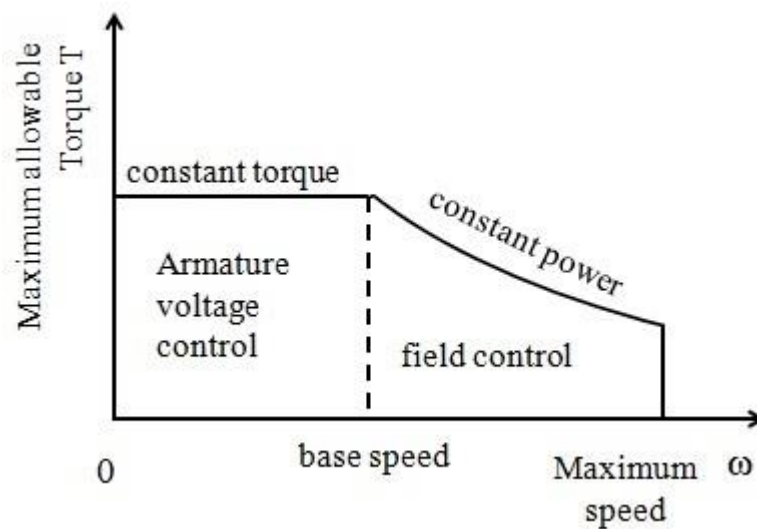 Maximum allowable
Torque T
constant torque
constant power
Armature
voltage
control
field control
0
base speed
Maximum
speed
ω